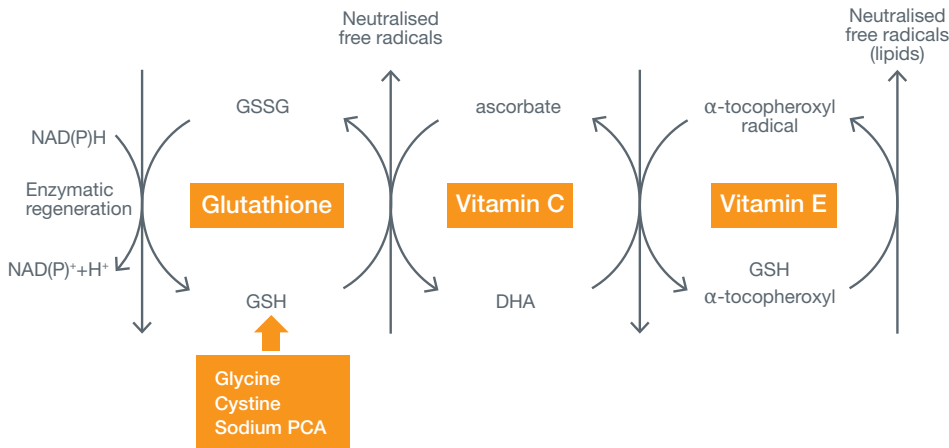 Neutralised
free radicals
Neutralised
free radicals
(lipids)
GSSG
ascorbate
α-tocopheroxyl
radical
NAD(P)H
Enzymatic
regeneration
Glutathione
Vitamin C
Vitamin E
NAD(P)⁺+H⁺
GSH
DHA
GSH
α-tocopheroxyl
Glycine
Cystine
Sodium PCA